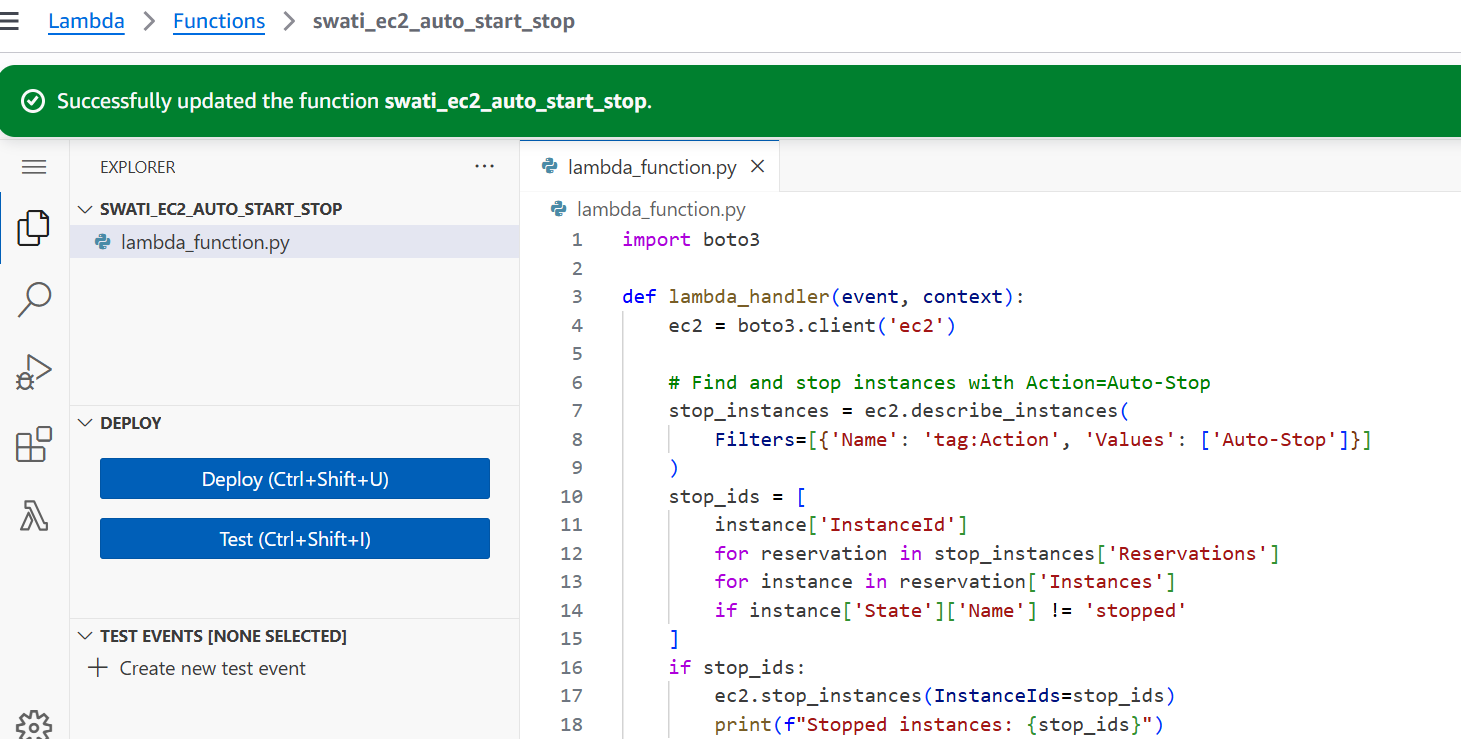 Lambda > Functions > swati_ec2_auto_start_stop
Successfully updated the function swati_ec2_auto_start_stop.
EXPLORER ...
SWATI_EC2_AUTO_START_STOP
lambda_function.py
DEPLOY
Deploy (Ctrl+Shift+U)
Test (Ctrl+Shift+I)
TEST EVENTS [NONE SELECTED]
+ Create new test event
lambda_function.py ×
lambda_function.py
1 import boto3
2
3 def lambda_handler(event, context):
4     ec2 = boto3.client('ec2')
5
6     # Find and stop instances with Action=Auto-Stop
7     stop_instances = ec2.describe_instances(
8         Filters=[{'Name': 'tag:Action', 'Values': ['Auto-Stop']}]
9     )
10     stop_ids = [
11         instance['InstanceId']
12         for reservation in stop_instances['Reservations']
13         for instance in reservation['Instances']
14         if instance['State']['Name'] != 'stopped'
15     ]
16     if stop_ids:
17         ec2.stop_instances(InstanceIds=stop_ids)
18         print(f"Stopped instances: {stop_ids}")